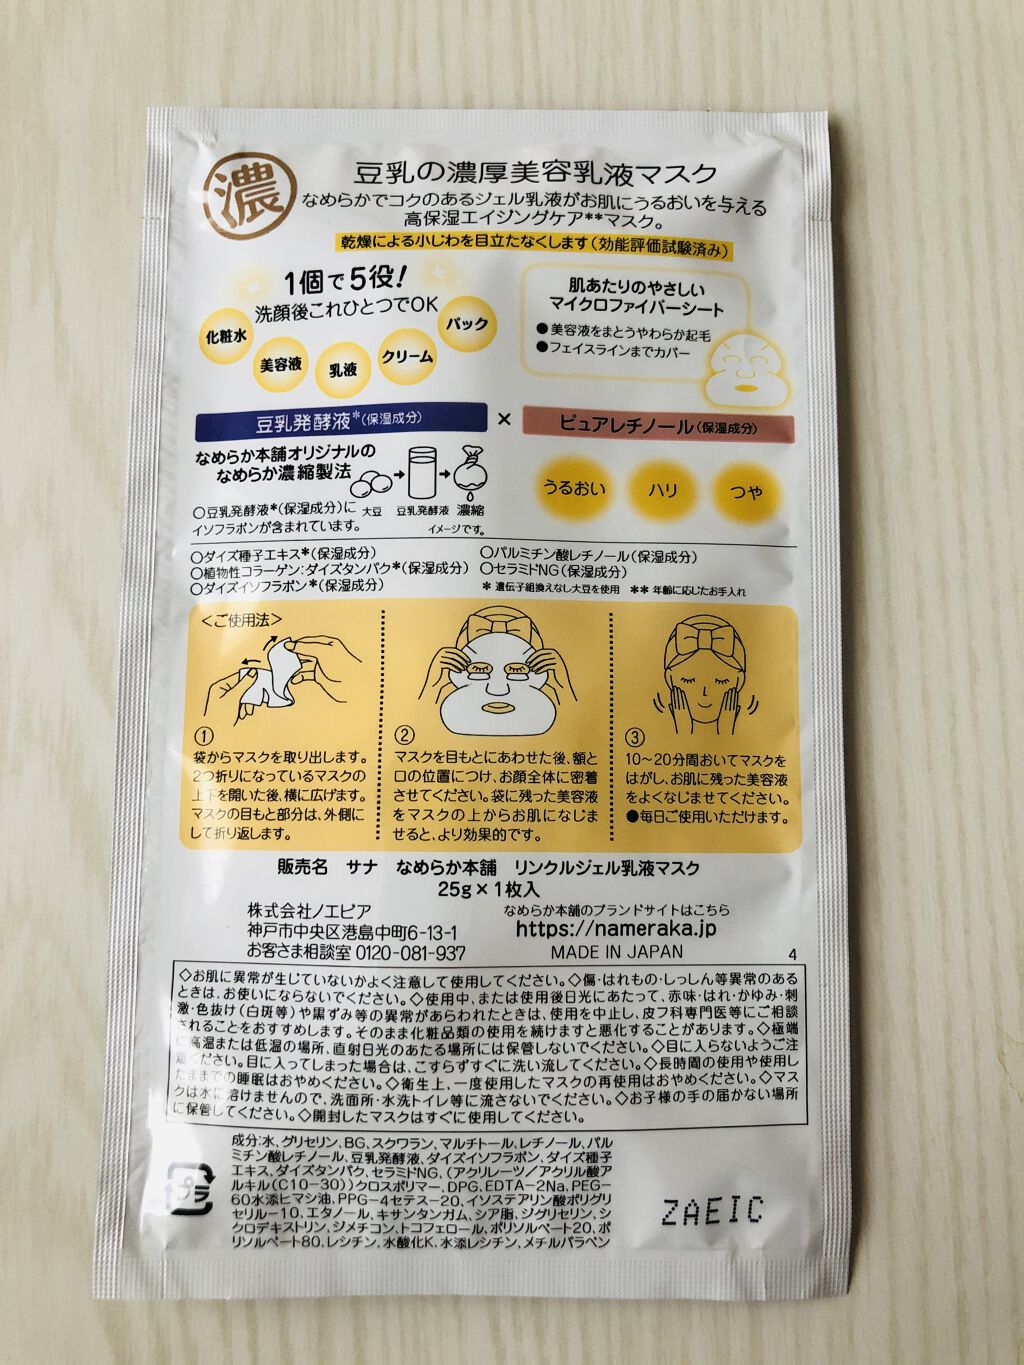 濃
豆乳の濃厚美容乳液マスク
なめらかでコクのあるジェル乳液がお肌にうるおいを与える
高保湿エイジングケア**マスク。
乾燥による小じわを目立たなくします(効能評価試験済み)
1個で5役!
洗顔後これひとつでOK
化粧水
美容液
乳液
クリーム
パック
肌あたりのやさしい
マイクロファイバーシート
●美容液をまとうやわらか起毛
●フェイスラインまでカバー
豆乳発酵液*(保湿成分)
×
ピュアレチノール(保湿成分)
なめらか本舗オリジナルの
なめらか濃縮製法
大豆 豆乳発酵液 濃縮
イメージです。
○豆乳発酵液*(保湿成分)に
イソフラボンが含まれています。
うるおい
ハリ
つや
○ダイズ種子エキス*(保湿成分)
○植物性コラーゲン:ダイズタンパク*(保湿成分)
○ダイズイソフラボン*(保湿成分)
○パルミチン酸レチノール(保湿成分)
○セラミドNG(保湿成分)
* 遺伝子組換えなし大豆を使用 ** 年齢に応じたお手入れ
<ご使用法>
①
袋からマスクを取り出します。
2つ折りになっているマスクの
上下を開いた後、横に広げます。
マスクの目もと部分は、外側に
して折り返します。
②
マスクを目もとにあわせた後、額と
口の位置につけ、お顔全体に密着
させてください。袋に残った美容液
をマスクの上からお肌になじま
せると、より効果的です。
③
10~20分間おいてマスクを
はがし、お肌に残った美容液
をよくなじませてください。
●毎日ご使用いただけます。
販売名 サナ なめらか本舗 リンクルジェル乳液マスク
25g×1枚入
株式会社ノエビア
神戸市中央区港島中町6-13-1
お客さま相談室 0120-081-937
なめらか本舗のブランドサイトはこちら
https://nameraka.jp
MADE IN JAPAN
4
◇お肌に異常が生じていないかよく注意して使用してください。◇傷・はれもの・しっしん等異常のある
ときは、お使いにならないでください。◇使用中、または使用後日光にあたって、赤味・はれ・かゆみ・刺
激・色抜け(白斑等)や黒ずみ等の異常があらわれたときは、使用を中止し、皮フ科専門医等にご相談
されることをおすすめします。そのまま化粧品類の使用を続けますと悪化することがあります。◇極端
に高温または低温の場所、直射日光のあたる場所には保管しないでください。◇目に入らないようご注
意ください。目に入ってしまった場合は、こすらずすぐに洗い流してください。◇長時間の使用や使用し
たままでの睡眠はおやめください。◇衛生上、一度使用したマスクの再使用はおやめください。◇マス
クは水に溶けませんので、洗面所・水洗トイレ等に流さないでください。◇お子様の手の届かない場所
に保管してください。◇開封したマスクはすぐに使用してください。
成分:水、グリセリン、BG、スクワラン、マルチトール、レチノール、パル
ミチン酸レチノール、豆乳発酵液、ダイズイソフラボン、ダイズ種子
エキス、ダイズタンパク、セラミドNG、(アクリレーツ/アクリル酸ア
ルキル(C10-30))クロスポリマー、DPG、EDTA-2Na、PEG-
60水添ヒマシ油、PPG-4セテス-20、イソステアリン酸ポリグリ
セリル-10、エタノール、キサンタンガム、シア脂、ジグリセリン、シ
クロデキストリン、ジメチコン、トコフェロール、ポリソルベート20、ポ
リソルベート80、レシチン、水酸化K、水添レシチン、メチルパラベン
プラ
ZAEIC